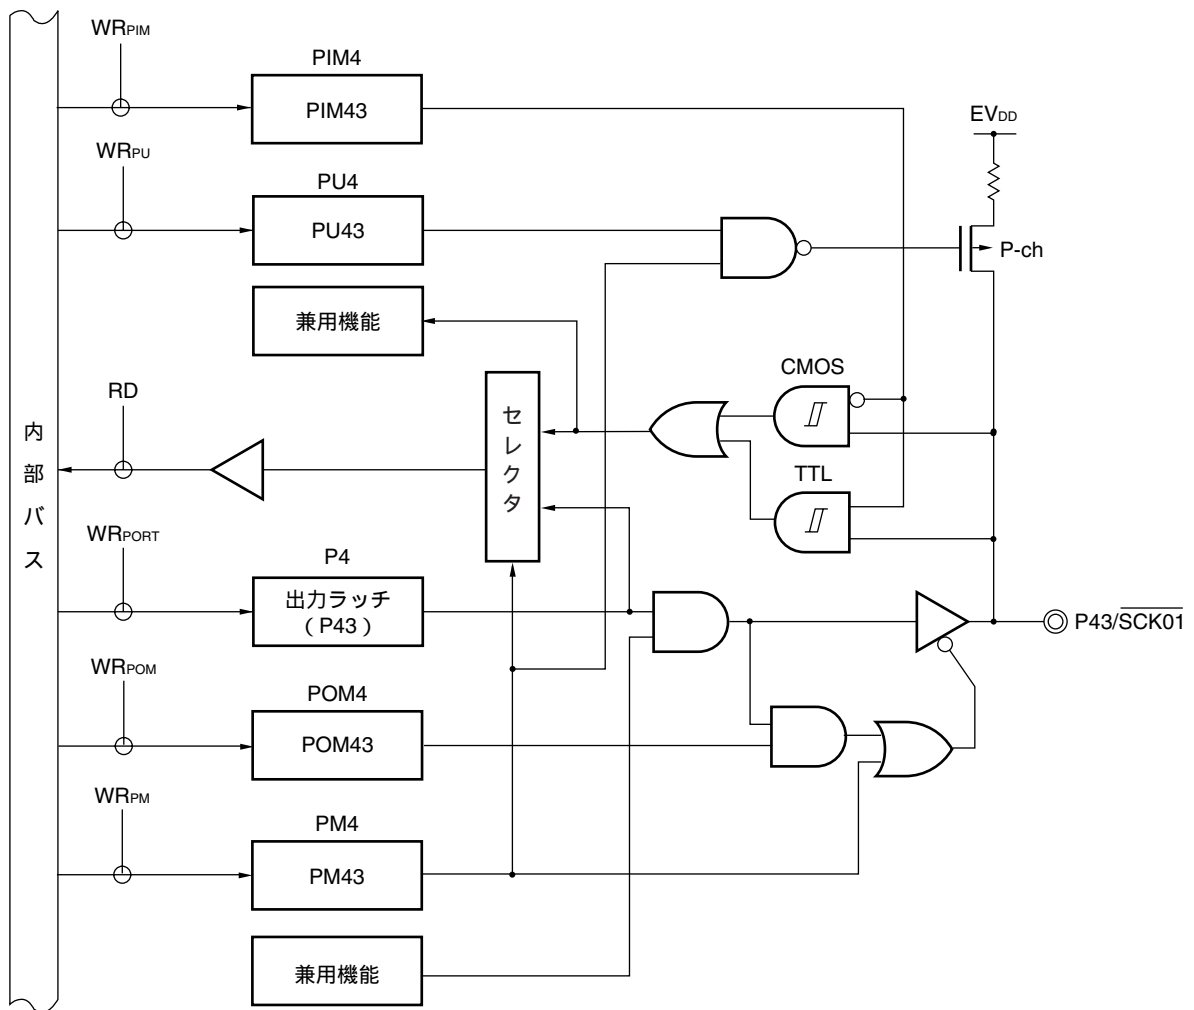 WRPIM
PIM4
PIM43
EVDD
WRPU
PU4
PU43
P-ch
兼用機能
CMOS
RD
セレクタ
内部バス
TTL
WRPORT
P4
出力ラッチ
（P43）
P43/SCK01
WRPOM
POM4
POM43
WRPM
PM4
PM43
兼用機能